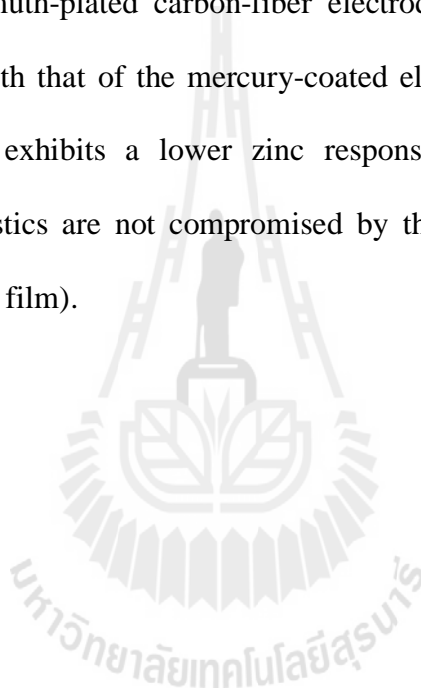 nuth-plated carbon-fiber electrod
th that of the mercury-coated el
exhibits a lower zinc respons
stics are not compromised by th
film).
มหาวิทยาลัยเทคโนโลยีสุรนารี